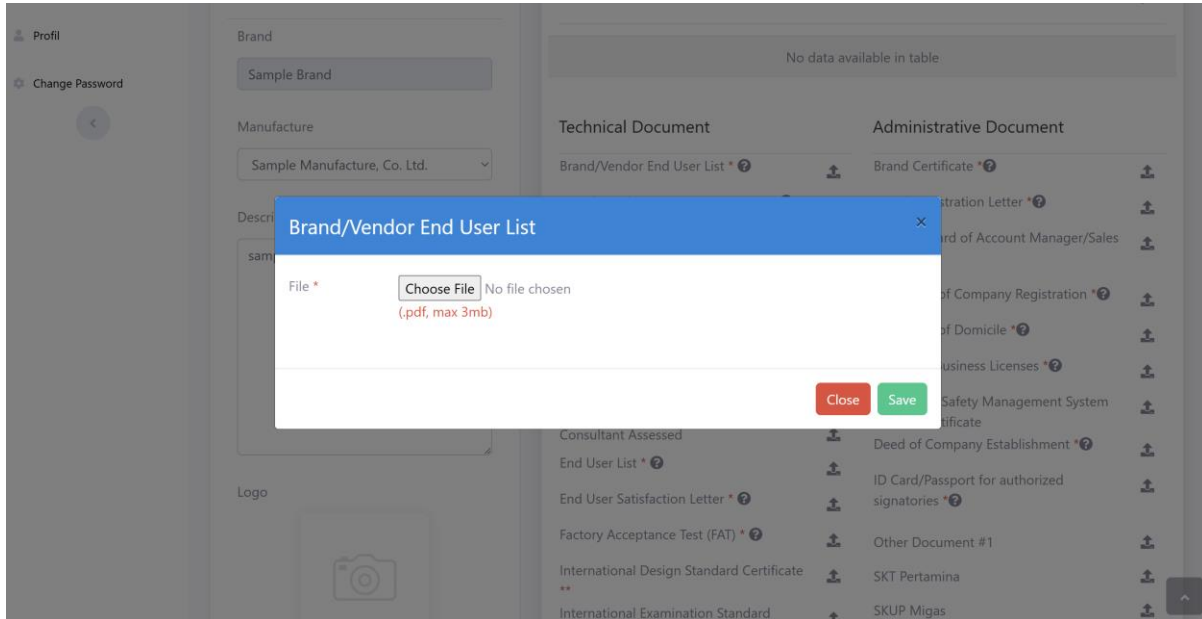 Profil
Change Password
Brand
Sample Brand
Manufacture
Sample Manufacture, Co. Ltd.
Descri
sam
Logo
No data available in table
Technical Document
Brand/Vendor End User List *
Consultant Assessed
End User List *
End User Satisfaction Letter *
Factory Acceptance Test (FAT) *
International Design Standard Certificate
**
International Examination Standard
Administrative Document
Brand Certificate *
stration Letter *
ard of Account Manager/Sales
of Company Registration *
of Domicile *
usiness Licenses *
Safety Management System
tificate
Deed of Company Establishment *
ID Card/Passport for authorized
signatories *
Other Document #1
SKT Pertamina
SKUP Migas
Brand/Vendor End User List
×
File *
Choose File No file chosen
(.pdf, max 3mb)
Close
Save